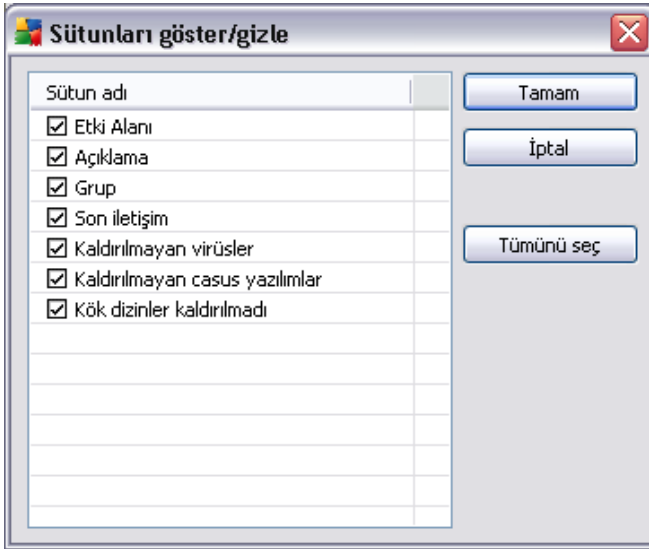 Sütunları göster/gizle
Sütun adı
Etki Alanı
Açıklama
Grup
Son iletişim
Kaldırılmayan virüsler
Kaldırılmayan casus yazılımlar
Kök dizinler kaldırılmadı
Tamam
İptal
Tümünü seç